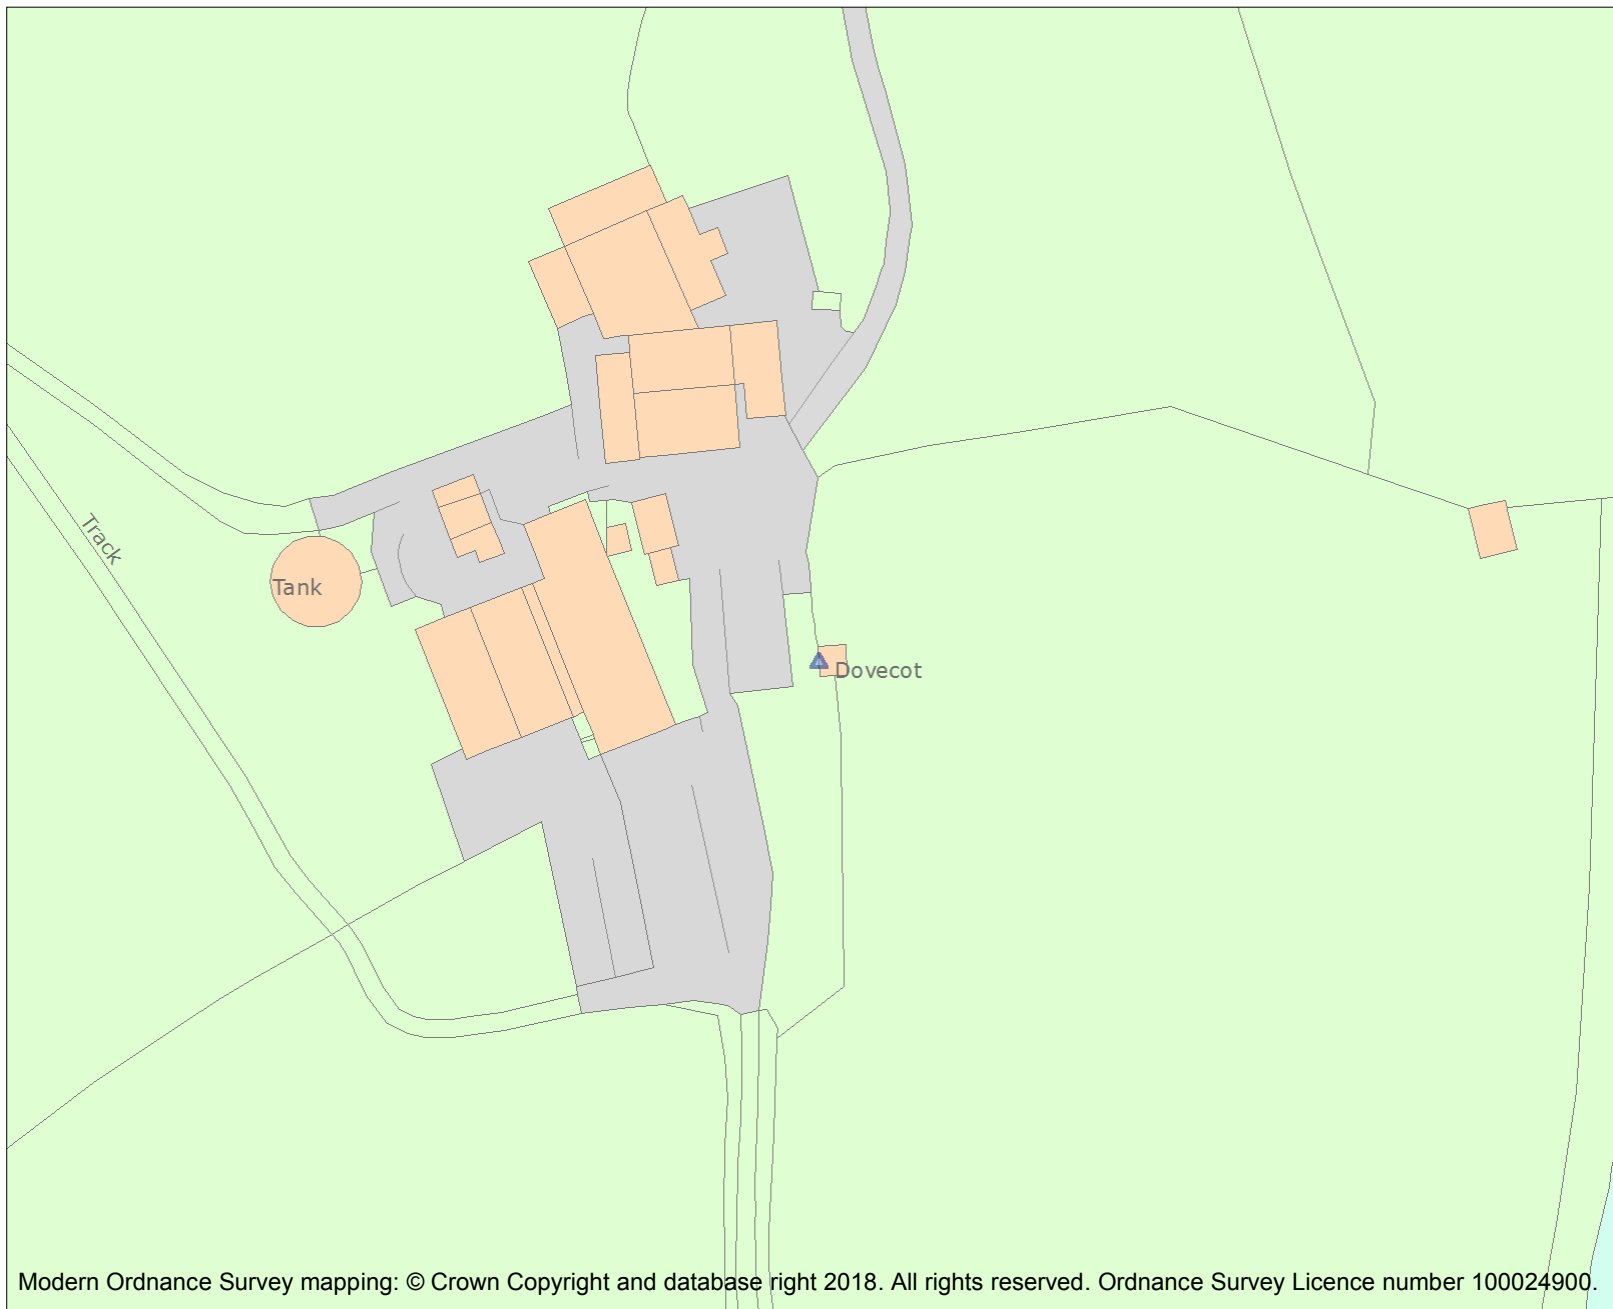 Track
Tank
Dovecot
Modern Ordnance Survey mapping: © Crown Copyright and database right 2018. All rights reserved. Ordnance Survey Licence number 100024900.